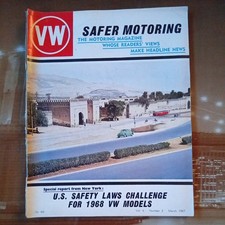 VW
SAFER MOTORING
THE MOTORING MAGAZINE
WHOSE READERS' VIEWS
MAKE HEADLINE NEWS
Special report from New York:
U.S. SAFETY LAWS CHALLENGE
FOR 1968 VW MODELS